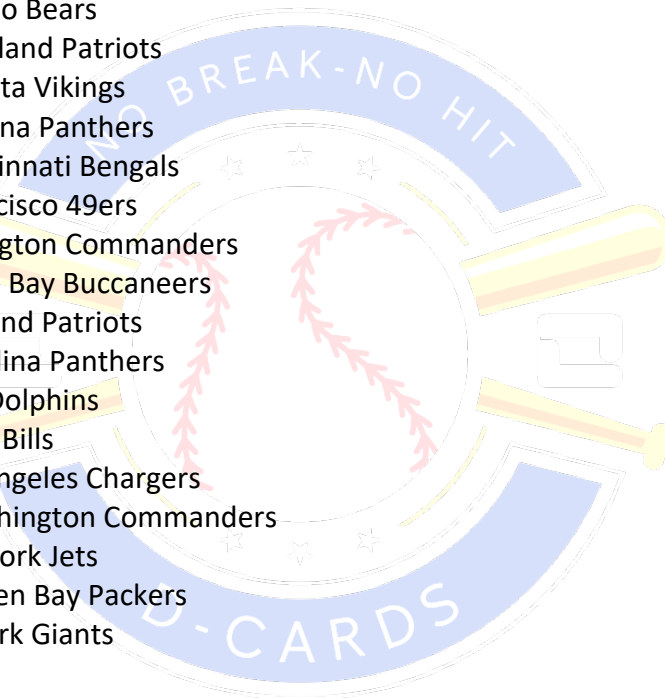 o Bears
land Patriots
ta Vikings
na Panthers
innati Bengals
cisco 49ers
gton Commanders
Bay Buccaneers
nd Patriots
lina Panthers
Dolphins
Bills
ngeles Chargers
hington Commanders
ork Jets
en Bay Packers
rk Giants
NO BREAK-NO HIT
D-CARDS